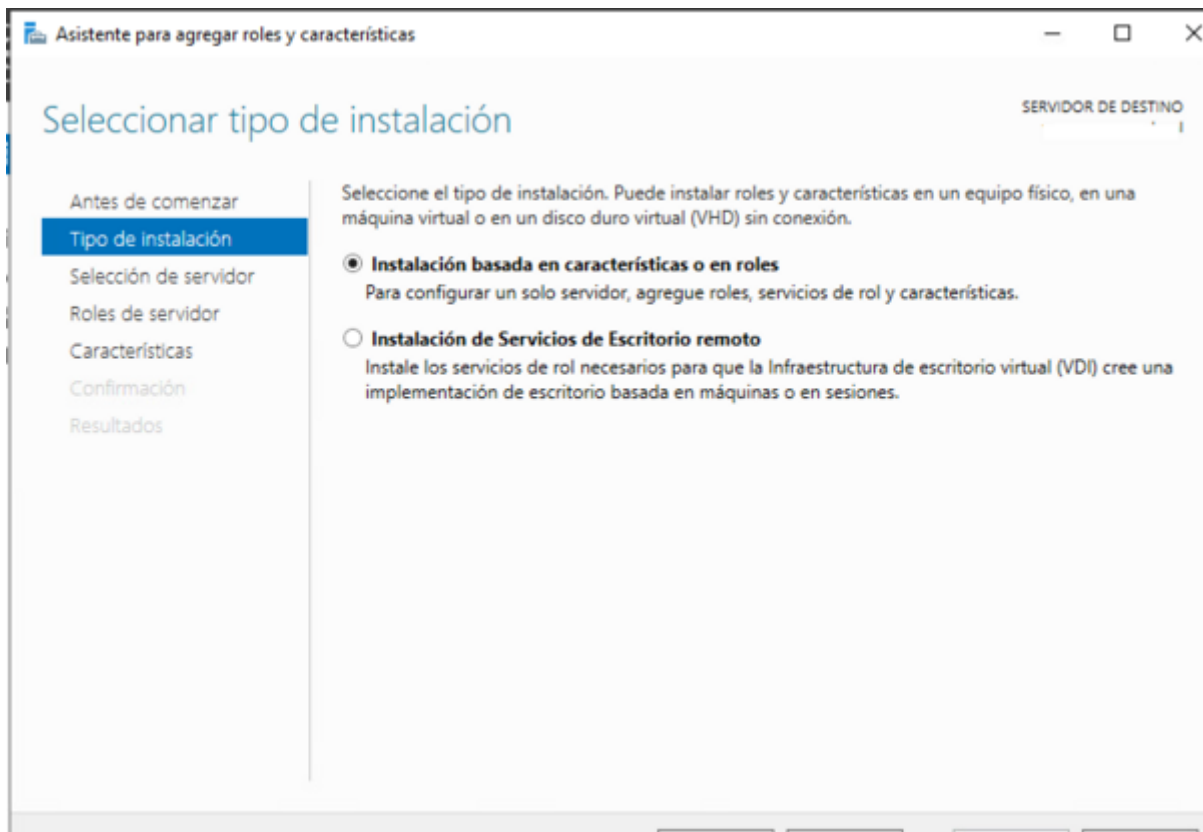 Asistente para agregar roles y características
Seleccionar tipo de instalación
SERVIDOR DE DESTINO
Antes de comenzar
Tipo de instalación
Selección de servidor
Roles de servidor
Características
Confirmación
Resultados
Seleccione el tipo de instalación. Puede instalar roles y características en un equipo físico, en una
máquina virtual o en un disco duro virtual (VHD) sin conexión.
Instalación basada en características o en roles
Para configurar un solo servidor, agregue roles, servicios de rol y características.
Instalación de Servicios de Escritorio remoto
Instale los servicios de rol necesarios para que la Infraestructura de escritorio virtual (VDI) cree una
implementación de escritorio basada en máquinas o en sesiones.